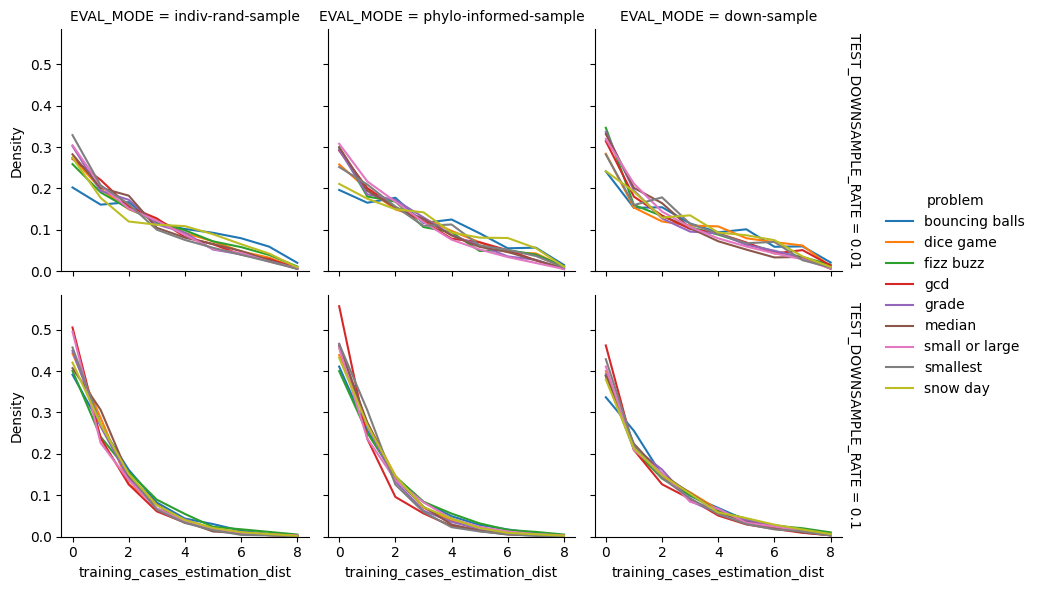 EVAL_MODE = indiv-rand-sample
EVAL_MODE = phylo-informed-sample
EVAL_MODE = down-sample
0.5
0.4
0.3
0.2
0.1
0.0
Density
TEST_DOWNSAMPLE_RATE = 0.01
0.5
0.4
0.3
0.2
0.1
0.0
Density
TEST_DOWNSAMPLE_RATE = 0.1
0 2 4 6 8
0 2 4 6 8
0 2 4 6 8
training_cases_estimation_dist
training_cases_estimation_dist
training_cases_estimation_dist
problem
bouncing balls
dice game
fizz buzz
gcd
grade
median
small or large
smallest
snow day